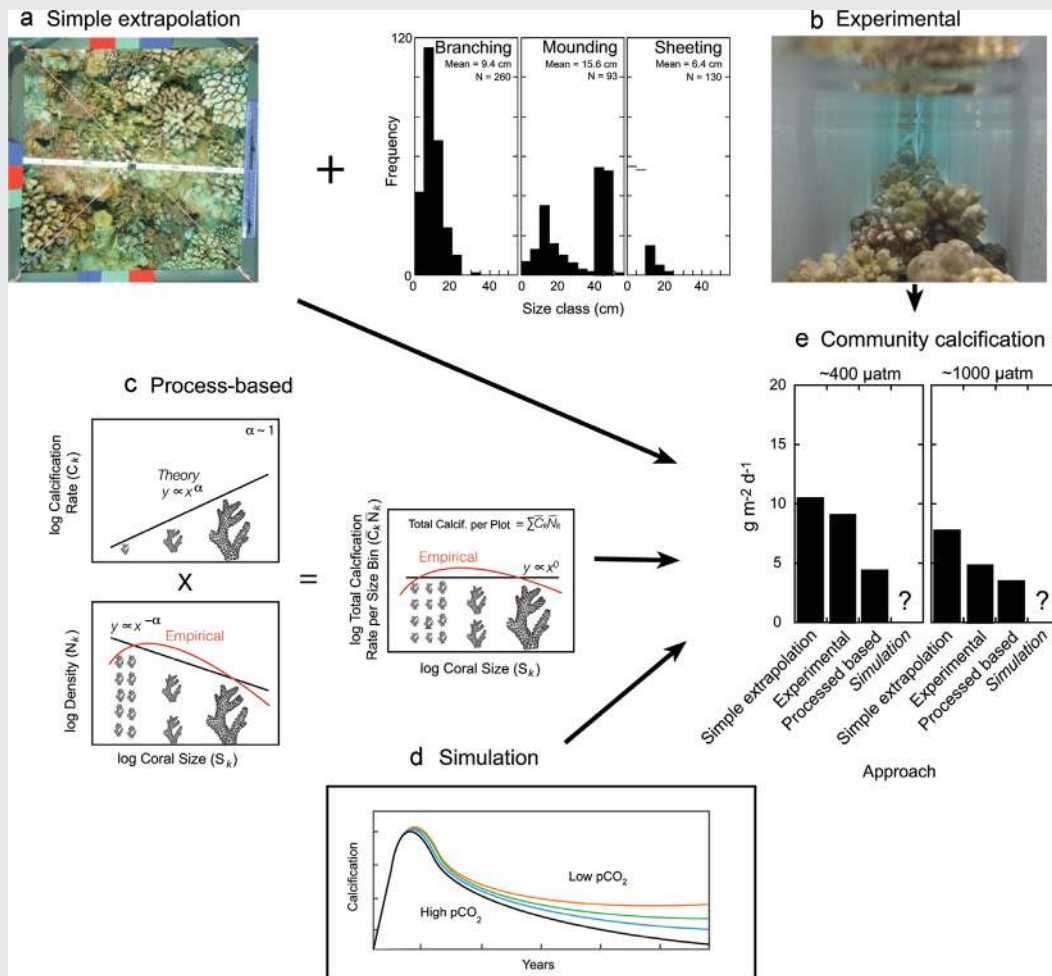 a Simple extrapolation
b Experimental
120
Frequency
0
Branching
Mean = 9.4 cm
N = 260
Mounding
Mean = 15.6 cm
N = 93
Sheeting
Mean = 6.4 cm
N = 130
+
0 20 40 0 20 40 0 20 40
Size class (cm)
c Process-based
log Calcification
Rate (Ck)
α ~ 1
Theory
y ∝ x^α
X
y ∝ x^-α
Empirical
log Density (Nk)
log Coral Size (Sk)
=
log Total Calcification
Rate per Size Bin (C̅k N̅k)
Total Calcif. per Plot = ∑C̅kN̅k
Empirical
y ∝ x^0
log Coral Size (Sk)
d Simulation
Calcification
Low pCO2
High pCO2
Years
e Community calcification
~400 µatm
~1000 µatm
g m-2 d-1
20
15
10
5
0
?
?
Simple extrapolation
Experimental
Processed based
Simulation
Simple extrapolation
Experimental
Processed based
Simulation
Approach